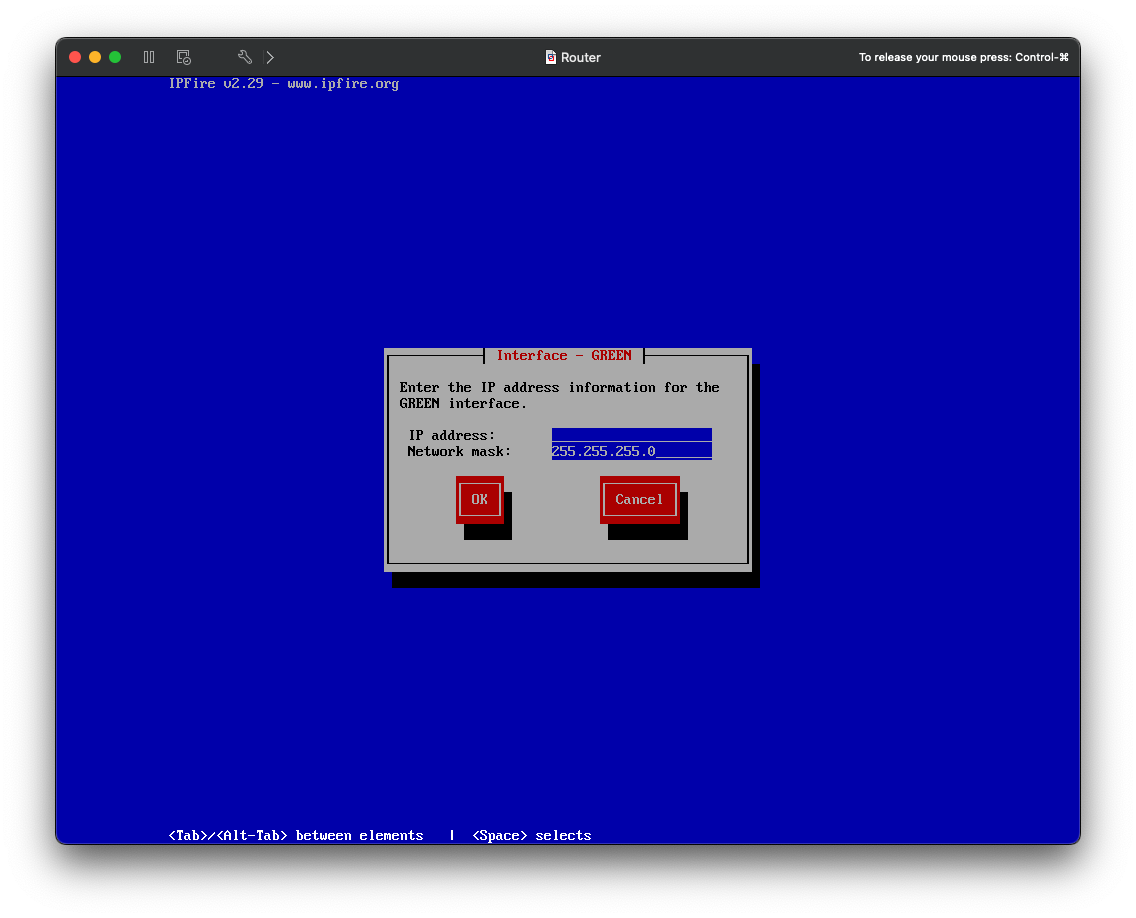 Router
To release your mouse press: Control-⌘
IPFire v2.29 - www.ipfire.org
Interface - GREEN
Enter the IP address information for the
GREEN interface.
IP address:
Network mask: 255.255.255.0
OK Cancel
<Tab>/<Alt-Tab> between elements | <Space> selects